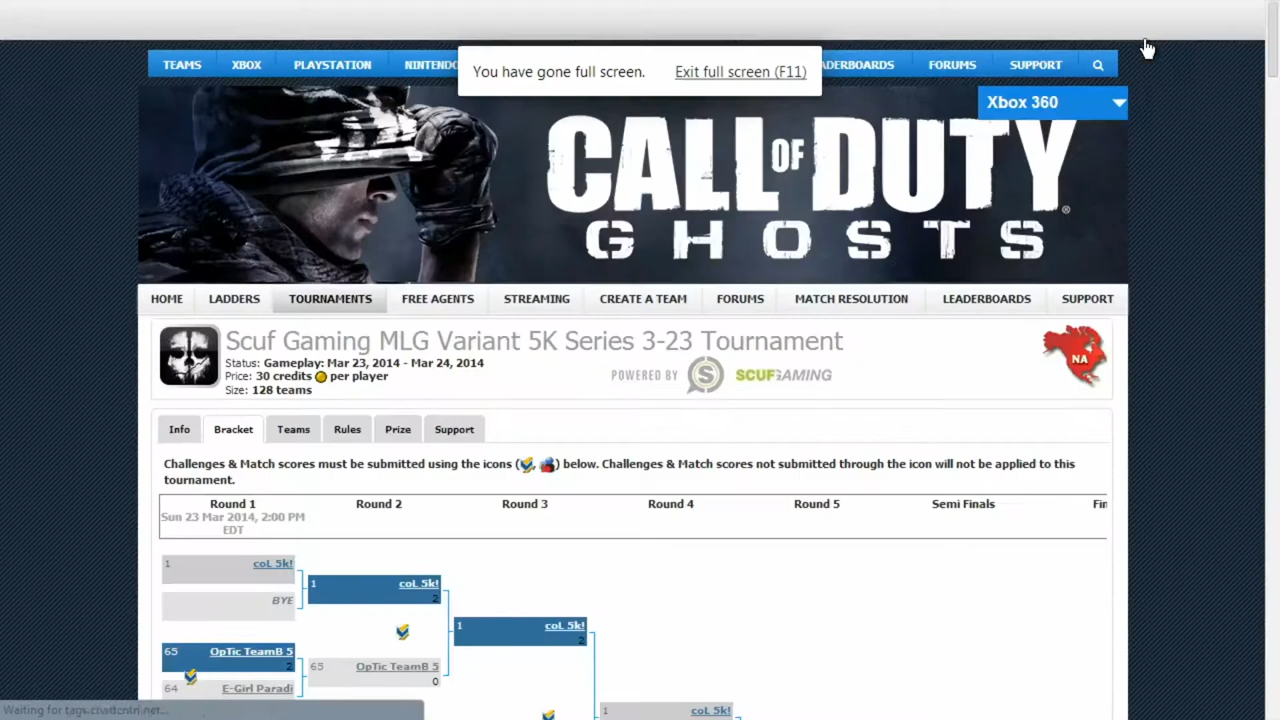 TEAMS XBOX PLAYSTATION NINTENDO ADERBOARDS FORUMS SUPPORT
You have gone full screen. Exit full screen (F11)
Xbox 360
CALL OF DUTY
GHOSTS
HOME LADDERS TOURNAMENTS FREE AGENTS STREAMING CREATE A TEAM FORUMS MATCH RESOLUTION LEADERBOARDS SUPPORT
Scuf Gaming MLG Variant 5K Series 3-23 Tournament
NA
Status: Gameplay: Mar 23, 2014 - Mar 24, 2014
Price: 30 credits per player
POWERED BY SCUFGAMING
Size: 128 teams
Info Bracket Teams Rules Prize Support
Challenges & Match scores must be submitted using the icons ( , ) below. Challenges & Match scores not submitted through the icon will not be applied to this
tournament.
Round 1 Round 2 Round 3 Round 4 Round 5 Semi Finals Fin
Sun 23 Mar 2014, 2:00 PM
EDT
1 coL 5k!
1 coL 5k!
2
BYE
1 coL 5k!
2
65 OpTic TeamB 5
2
65 OpTic TeamB 5
0
64 E-Girl Paradi
1 coL 5k!
Waiting for